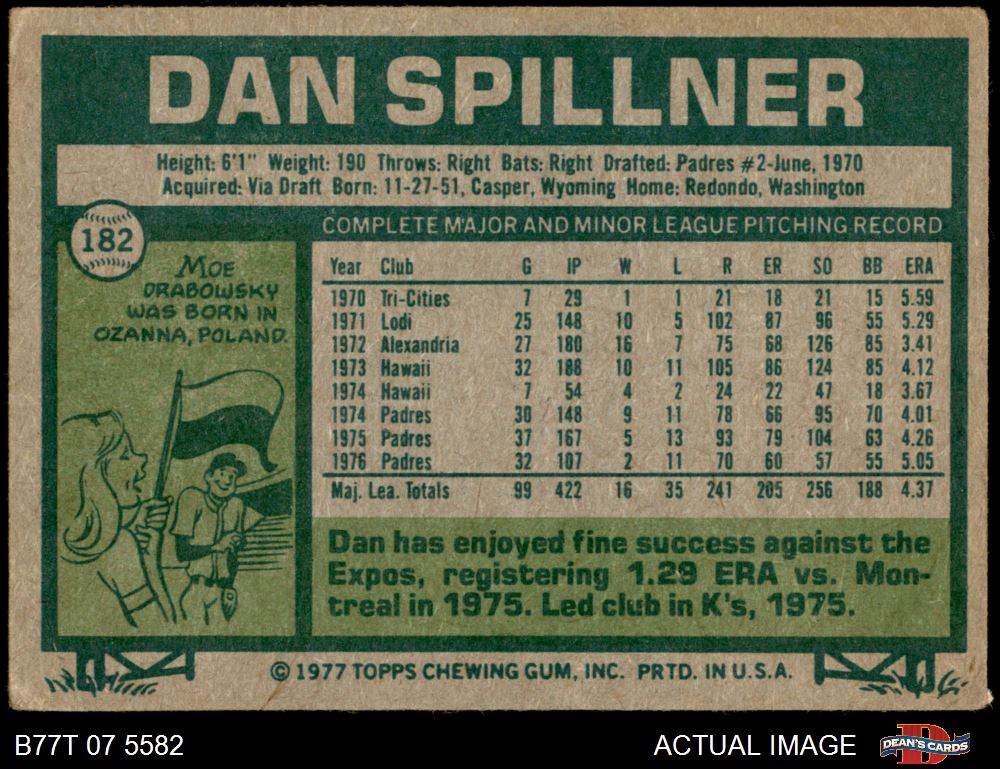 DAN SPILLNER
Height: 6'1" Weight: 190 Throws: Right Bats: Right Drafted: Padres #2-June, 1970
Acquired: Via Draft Born: 11-27-51, Casper, Wyoming Home: Redondo, Washington
182
MOE
DRABOWSKY
WAS BORN IN
OZANNA, POLAND.
COMPLETE MAJOR AND MINOR LEAGUE PITCHING RECORD
Year Club G IP W L R ER SO BB ERA
1970 Tri-Cities 7 29 1 1 21 18 21 15 5.59
1971 Lodi 25 148 10 5 102 87 96 55 5.29
1972 Alexandria 27 180 16 7 75 68 126 85 3.41
1973 Hawaii 32 188 10 11 105 86 124 85 4.12
1974 Hawaii 7 54 4 2 24 22 47 18 3.67
1974 Padres 30 148 9 11 78 66 95 70 4.01
1975 Padres 37 167 5 13 93 79 104 63 4.26
1976 Padres 32 107 2 11 70 60 57 55 5.05
Maj. Lea. Totals 99 422 16 35 241 205 256 188 4.37
Dan has enjoyed fine success against the
Expos, registering 1.29 ERA vs. Mon-
treal in 1975. Led club in K's, 1975.
© 1977 TOPPS CHEWING GUM, INC. PRTD. IN U.S.A.
B77T 07 5582
ACTUAL IMAGE
D
DEAN'S CARDS